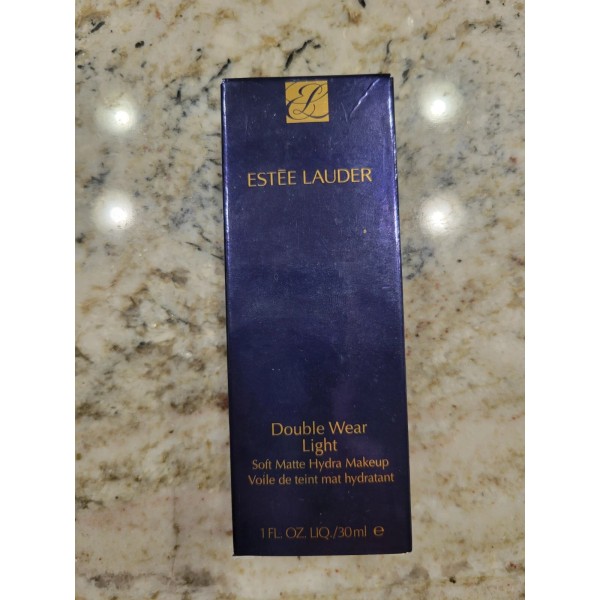 EL
ESTĒE LAUDER
Double Wear
Light
Soft Matte Hydra Makeup
Voile de teint mat hydratant
1 FL. OZ. LIQ./30ml ℮